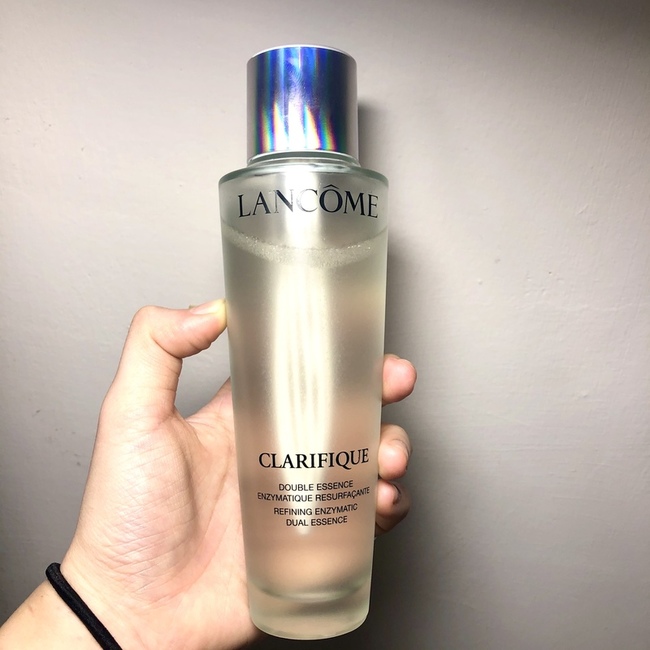 LANCÔME
CLARIFIQUE
DOUBLE ESSENCE
ENZYMATIQUE RESURFAÇANTE
REFINING ENZYMATIC
DUAL ESSENCE